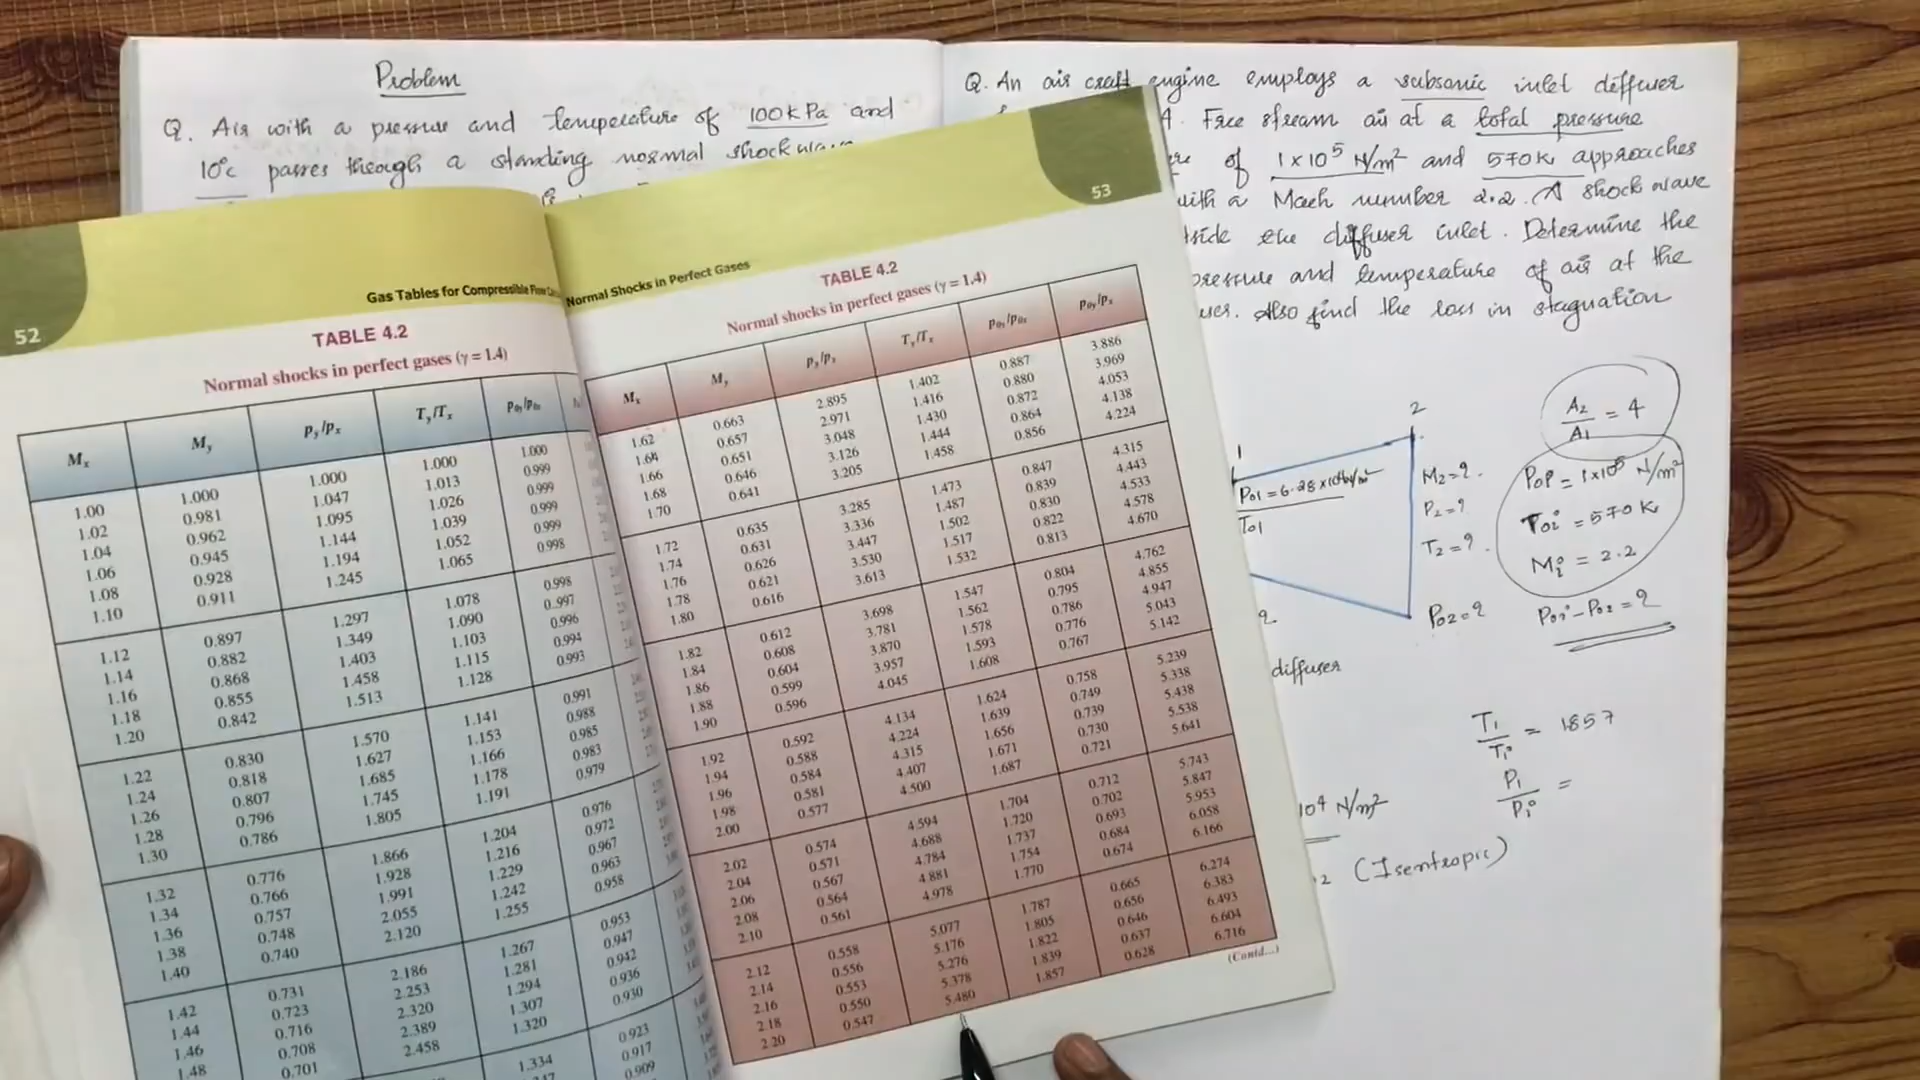 Problem
Q. Air with a pressure and temperature of 100kPa and
10°c passes through a standing normal shockwave
Q. An air craft engine employs a subsonic inlet diffuser
4. Free stream air at a total pressure
of 1×10⁵ N/m² and 570K approaches
with a Mach number 2.2. A shock wave
the diffuser inlet. Determine the
pressure and temperature of air at the
Also find the loss in stagnation
52
Gas Tables for Compressible Flow
TABLE 4.2
Normal shocks in perfect gases (γ = 1.4)
Mx My py/px Ty/Tx p0y/p0x
1.00 1.000 1.000 1.000 1.000
1.02 0.981 1.047 1.013 0.999
1.04 0.962 1.095 1.026 0.999
1.06 0.945 1.144 1.039 0.999
1.08 0.928 1.194 1.052 0.999
1.10 0.911 1.245 1.065 0.998
1.12 0.897 1.297 1.078 0.998
1.14 0.882 1.349 1.090 0.997
1.16 0.868 1.403 1.103 0.996
1.18 0.855 1.458 1.115 0.994
1.20 0.842 1.513 1.128 0.993
1.22 0.830 1.570 1.141 0.991
1.24 0.818 1.627 1.153 0.988
1.26 0.807 1.685 1.166 0.985
1.28 0.796 1.745 1.178 0.983
1.30 0.786 1.805 1.191 0.979
1.32 0.776 1.866 1.204 0.976
1.34 0.766 1.928 1.216 0.972
1.36 0.757 1.991 1.229 0.967
1.38 0.748 2.055 1.242 0.963
1.40 0.740 2.120 1.255 0.958
1.42 0.731 2.186 1.267 0.953
1.44 0.723 2.253 1.281 0.947
1.46 0.716 2.320 1.294 0.942
1.48 0.708 2.389 1.307 0.936
0.701 2.458 1.320 0.930
1.334 0.923
0.917
0.909
53
Normal Shocks in Perfect Gases
TABLE 4.2
Normal shocks in perfect gases (γ = 1.4)
Mx My py/px Ty/Tx p0y/p0x p0y/px
1.62 0.663 2.895 1.402 0.887 3.886
1.64 0.657 2.971 1.416 0.880 3.969
1.66 0.651 3.048 1.430 0.872 4.053
1.68 0.646 3.126 1.444 0.864 4.138
1.70 0.641 3.205 1.458 0.856 4.224
1.72 0.635 3.285 1.473 0.847 4.315
1.74 0.631 3.336 1.487 0.839 4.443
1.76 0.626 3.447 1.502 0.830 4.533
1.78 0.621 3.530 1.517 0.822 4.578
1.80 0.616 3.613 1.532 0.813 4.670
1.82 0.612 3.698 1.547 0.804 4.762
1.84 0.608 3.781 1.562 0.795 4.855
1.86 0.604 3.870 1.578 0.786 4.947
1.88 0.599 3.957 1.593 0.776 5.043
1.90 0.596 4.045 1.608 0.767 5.142
1.92 0.592 4.134 1.624 0.758 5.239
1.94 0.588 4.224 1.639 0.749 5.338
1.96 0.584 4.315 1.656 0.739 5.438
1.98 0.581 4.407 1.671 0.730 5.538
2.00 0.577 4.500 1.687 0.721 5.641
2.02 0.574 4.594 1.704 0.712 5.743
2.04 0.571 4.688 1.720 0.702 5.847
2.06 0.567 4.784 1.737 0.693 5.953
2.08 0.564 4.881 1.754 0.684 6.058
2.10 0.561 4.978 1.770 0.674 6.166
2.12 0.558 5.077 1.787 0.665 6.274
2.14 0.556 5.176 1.805 0.656 6.383
2.16 0.553 5.276 1.822 0.646 6.493
2.18 0.550 5.378 1.839 0.637 6.604
2.20 0.547 5.480 1.857 0.628 6.716
(Contd...)
1
2
A2/A1 = 4
P01 = 6.28×10⁴N/m²
T01
M2=?
P2=?
T2=?
P02=?
1×10⁵ N/m²
T0i = 570 K
Mi = 2.2
P0i-P02=?
diffuser
T1/Ti = 1857
P1/Pi =
10⁴ N/m²
2 (Isentropic)